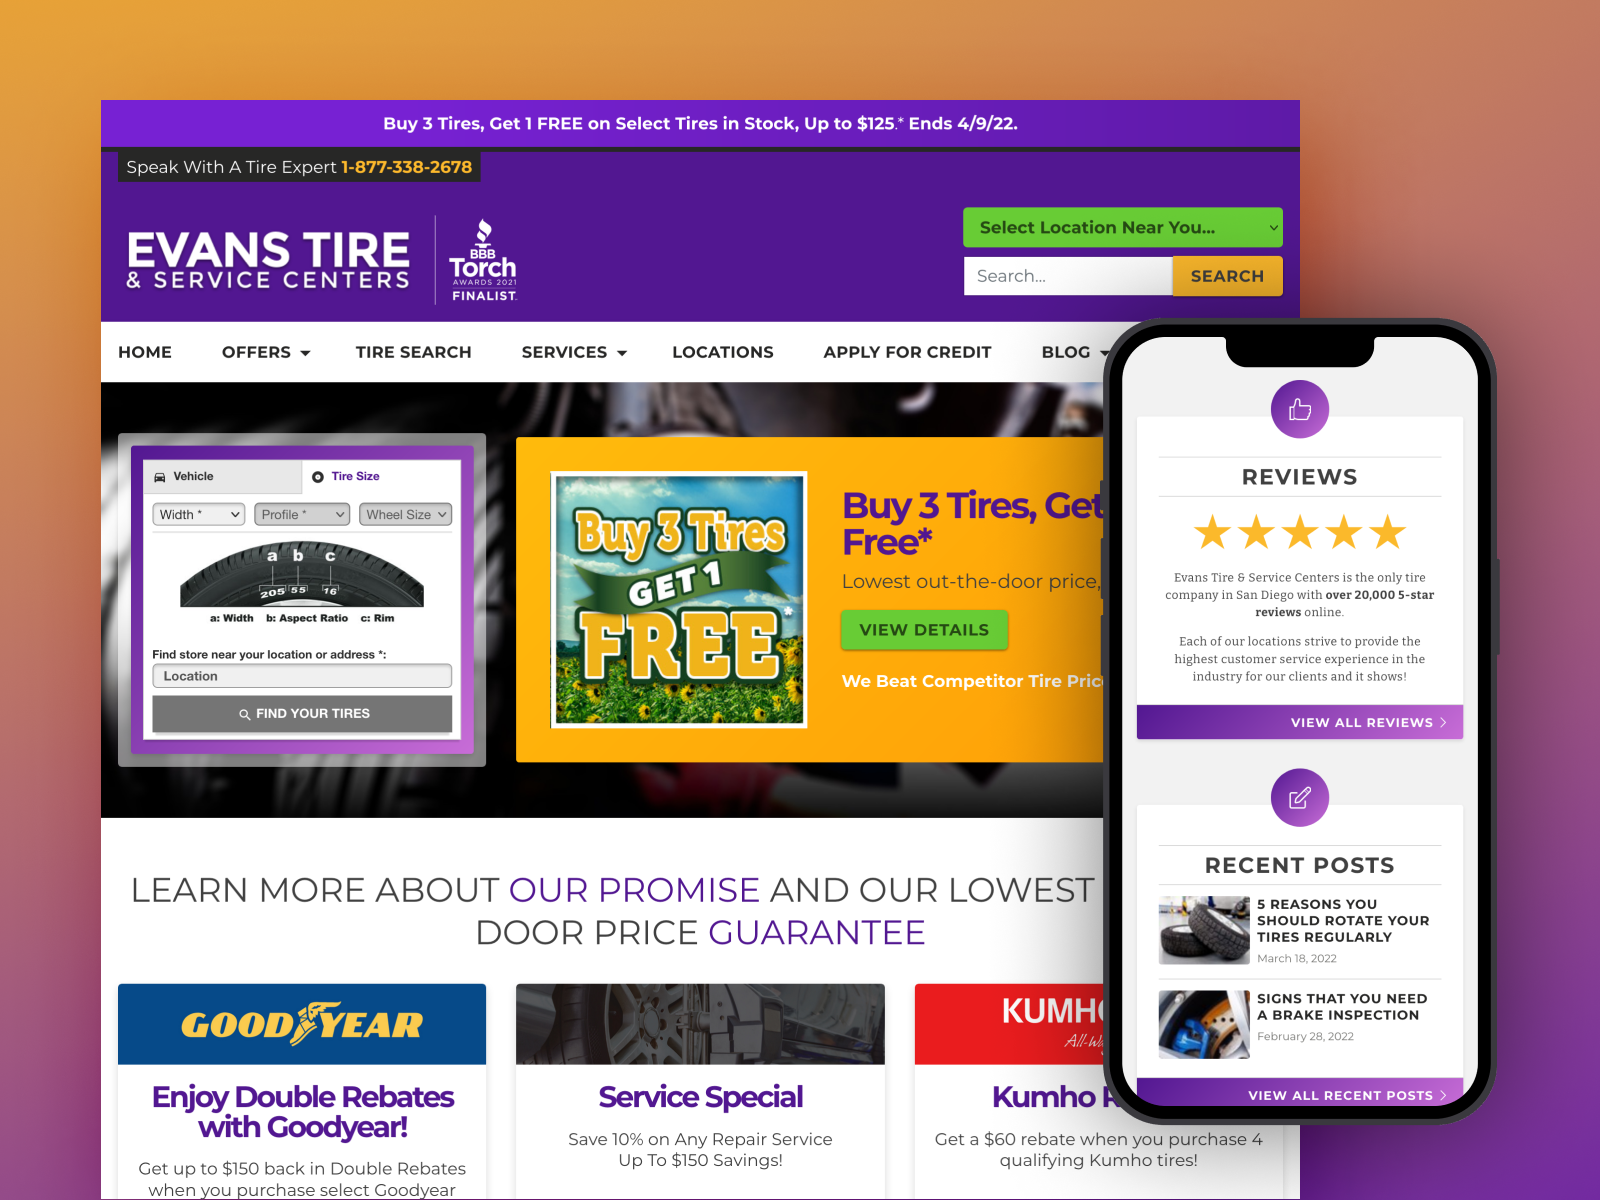 Buy 3 Tires, Get 1 FREE on Select Tires in Stock, Up to $125.* Ends 4/9/22.
Speak With A Tire Expert 1-877-338-2678
EVANS TIRE
& SERVICE CENTERS
BBB
Torch
AWARDS 2021
FINALIST
Select Location Near You...
Search...
SEARCH
HOME OFFERS TIRE SEARCH SERVICES LOCATIONS APPLY FOR CREDIT BLOG
Vehicle Tire Size
Width * Profile * Wheel Size
a b c
205 55 16
a: Width b: Aspect Ratio c: Rim
Find store near your location or address *:
Location
FIND YOUR TIRES
Buy 3 Tires
GET 1
FREE*
Buy 3 Tires, Get
Free*
Lowest out-the-door price,
VIEW DETAILS
We Beat Competitor Tire
LEARN MORE ABOUT OUR PROMISE AND OUR LOWEST
DOOR PRICE GUARANTEE
GOODYEAR
Enjoy Double Rebates
with Goodyear!
Get up to $150 back in Double Rebates
when you purchase select Goodyear
Service Special
Save 10% on Any Repair Service
Up To $150 Savings!
Kumho
Get a $60 rebate when you purchase 4
qualifying Kumho tires!
REVIEWS
Evans Tire & Service Centers is the only tire
company in San Diego with over 20,000 5-star
reviews online.
Each of our locations strive to provide the
highest customer service experience in the
industry for our clients and it shows!
VIEW ALL REVIEWS
RECENT POSTS
5 REASONS YOU
SHOULD ROTATE YOUR
TIRES REGULARLY
March 18, 2022
SIGNS THAT YOU NEED
A BRAKE INSPECTION
February 28, 2022
VIEW ALL RECENT POSTS